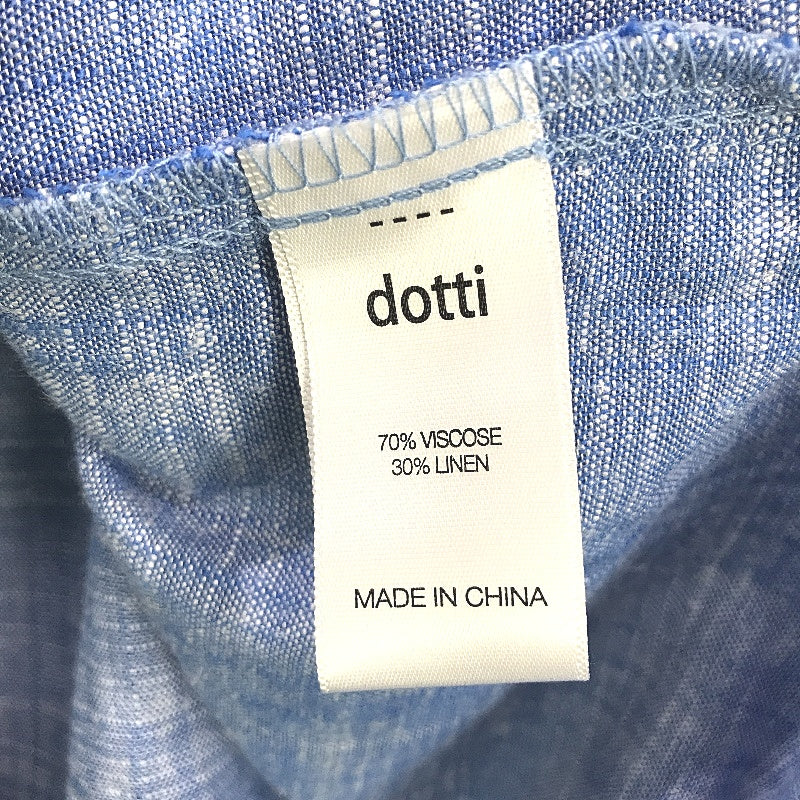 ----
dotti
70% VISCOSE
30% LINEN
MADE IN CHINA